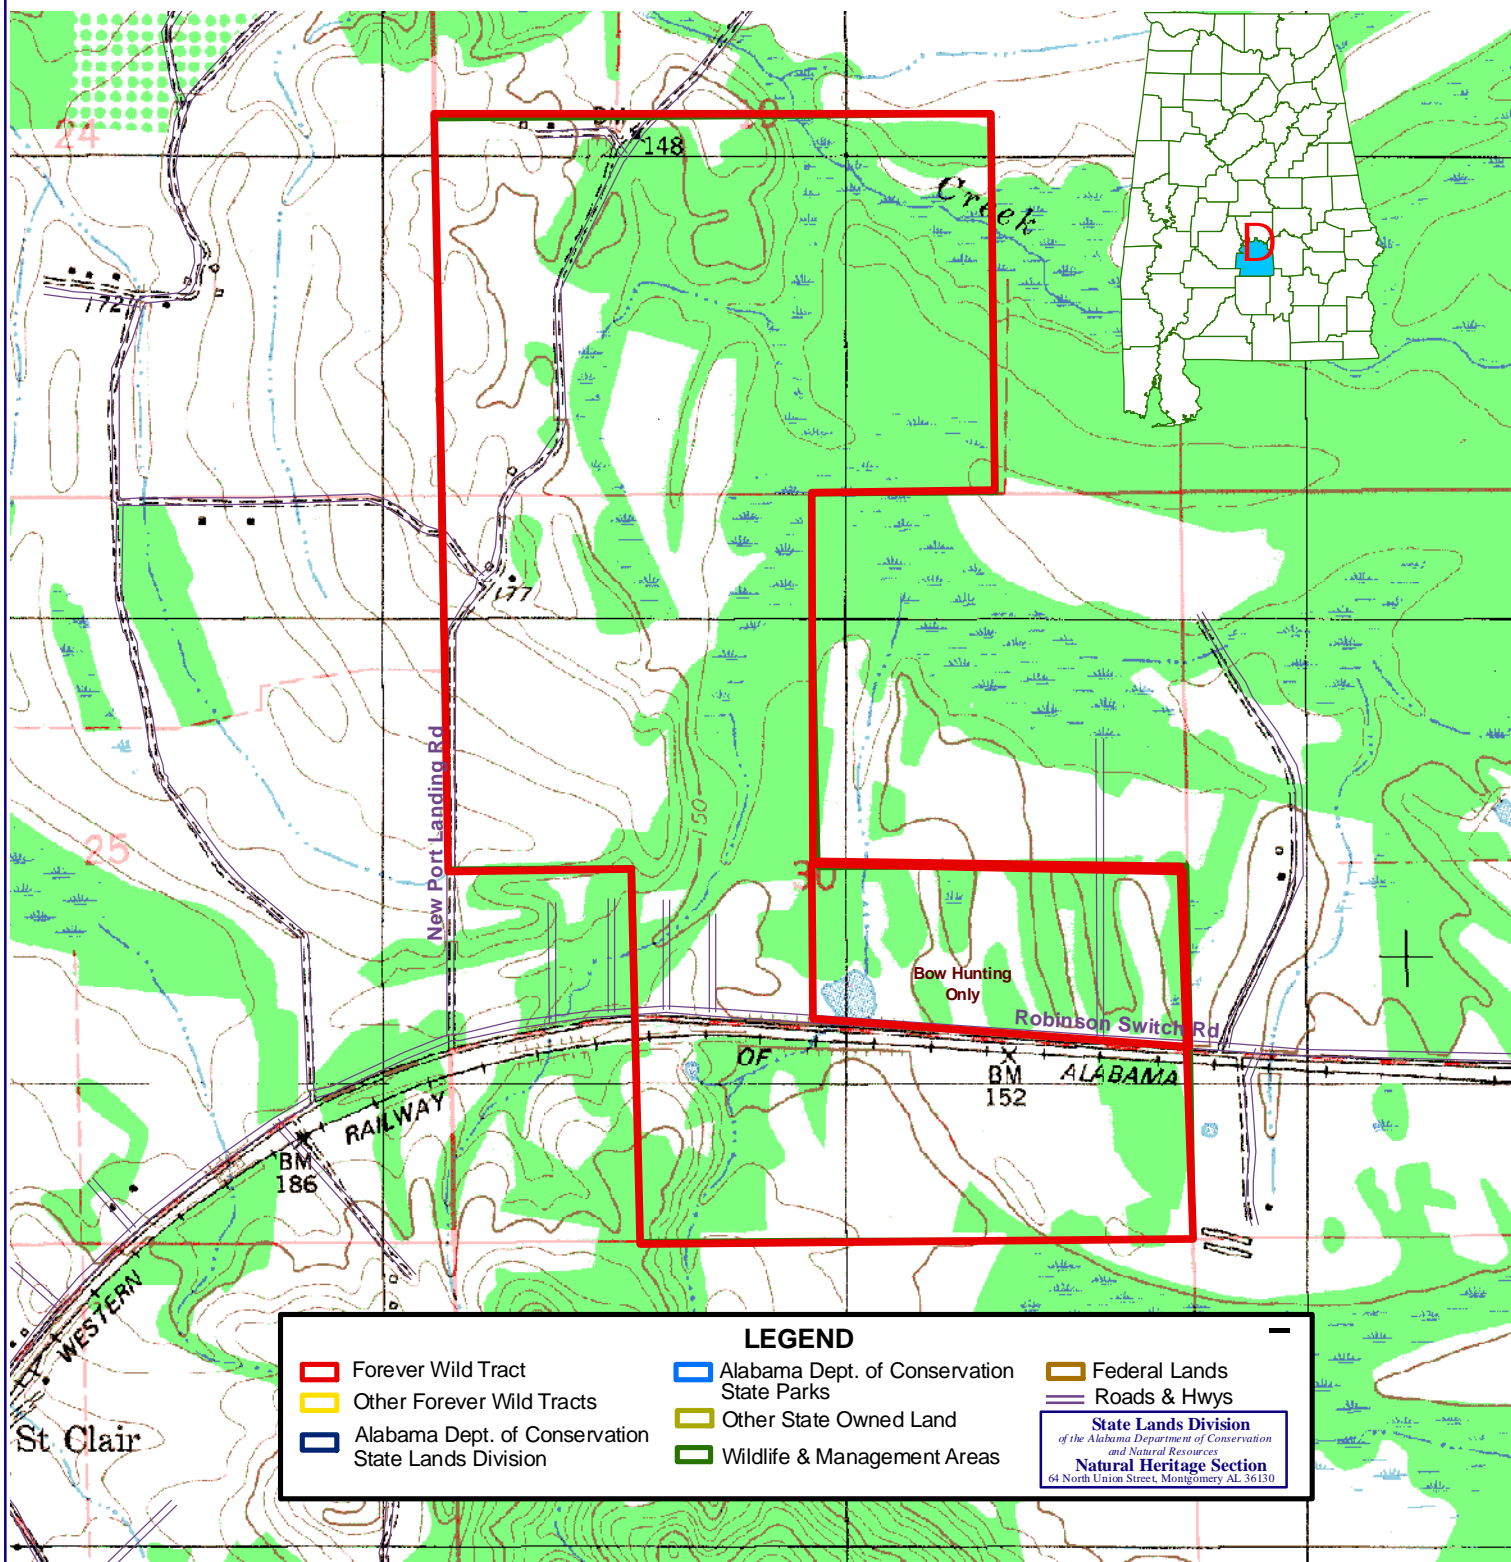 24
148
Creek
D
172
177
New Port Landing Rd
150
25
30
Bow Hunting
Only
Robinson Switch Rd
OF
BM
152
ALABAMA
RAILWAY
BM
186
WESTERN
St Clair
LEGEND
Forever Wild Tract
Other Forever Wild Tracts
Alabama Dept. of Conservation
State Lands Division
Alabama Dept. of Conservation
State Parks
Other State Owned Land
Wildlife & Management Areas
Federal Lands
Roads & Hwys
State Lands Division
of the Alabama Department of Conservation
and Natural Resources
Natural Heritage Section
64 North Union Street, Montgomery AL 36130